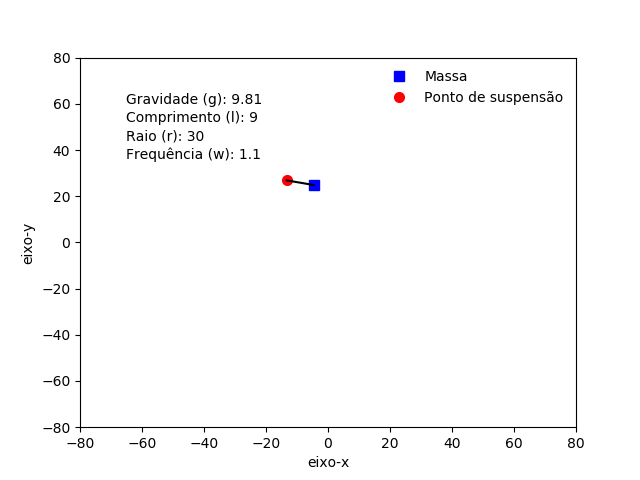 Massa
Ponto de suspensão
Gravidade (g): 9.81
Comprimento (l): 9
Raio (r): 30
Frequência (w): 1.1
80
60
40
20
0
−20
−40
−60
−80
eixo-y
−80 −60 −40 −20 0 20 40 60 80
eixo-x